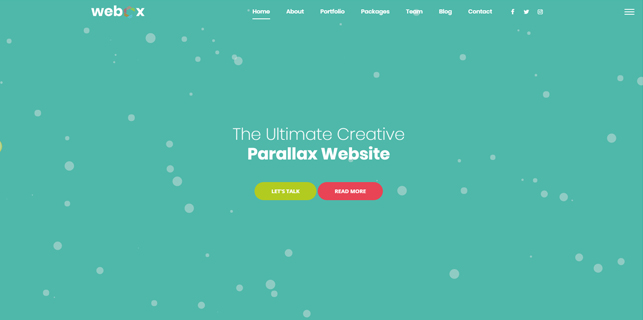 webrox
Home About Portfolio Packages Team Blog Contact
The Ultimate Creative
Parallax Website
LET'S TALK READ MORE